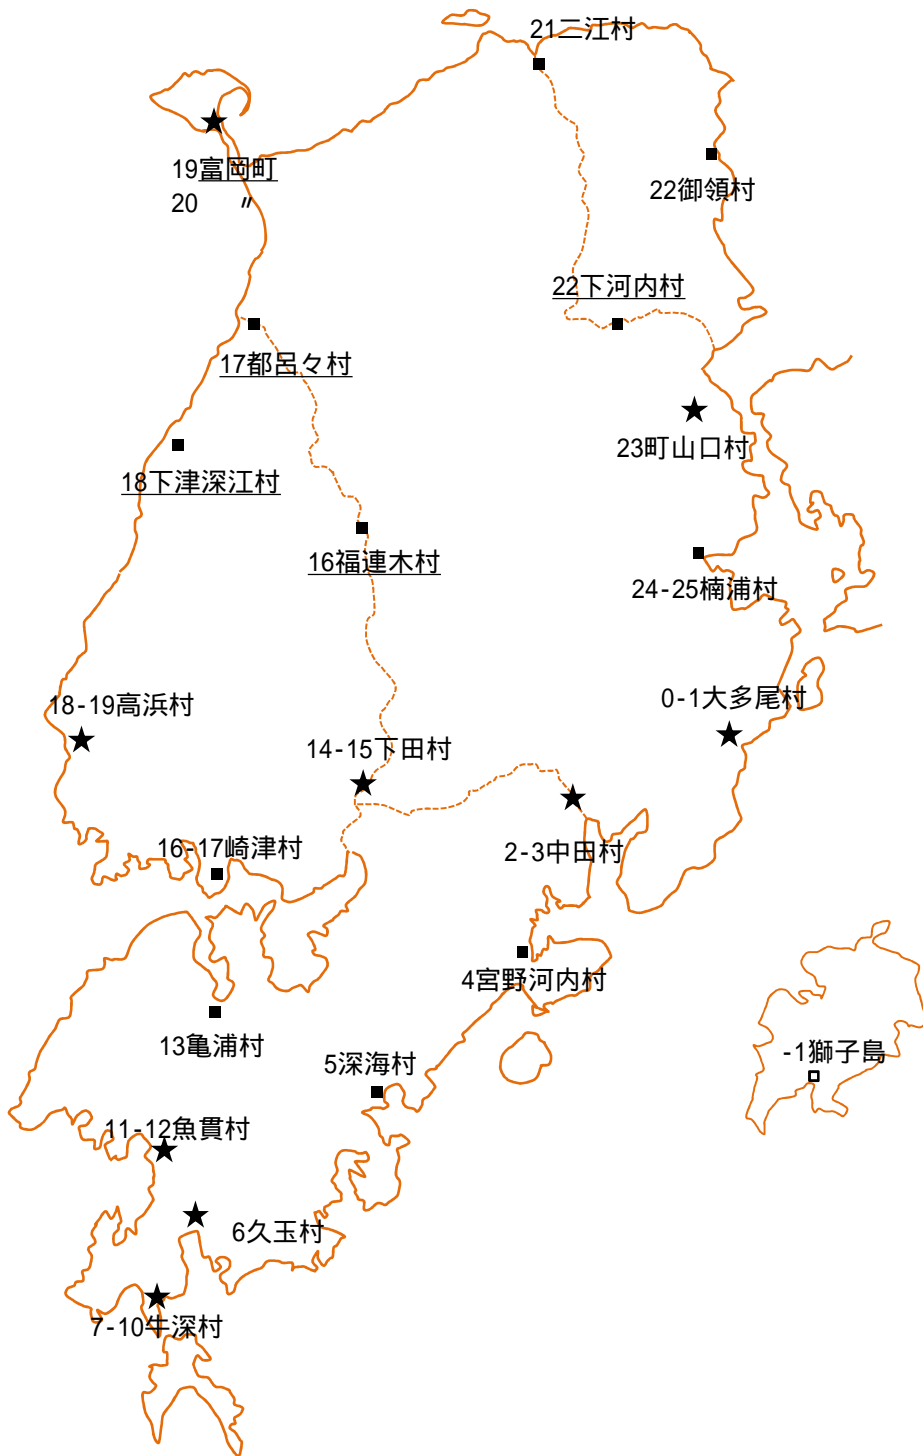 21二江村
19富岡町
20 〃
22御領村
22下河内村
17都呂々村
23町山口村
18下津深江村
16福連木村
24-25楠浦村
18-19高浜村
0-1大多尾村
14-15下田村
16-17崎津村
2-3中田村
4宮野河内村
13亀浦村
5深海村
-1獅子島
11-12魚貫村
6久玉村
7-10牛深村